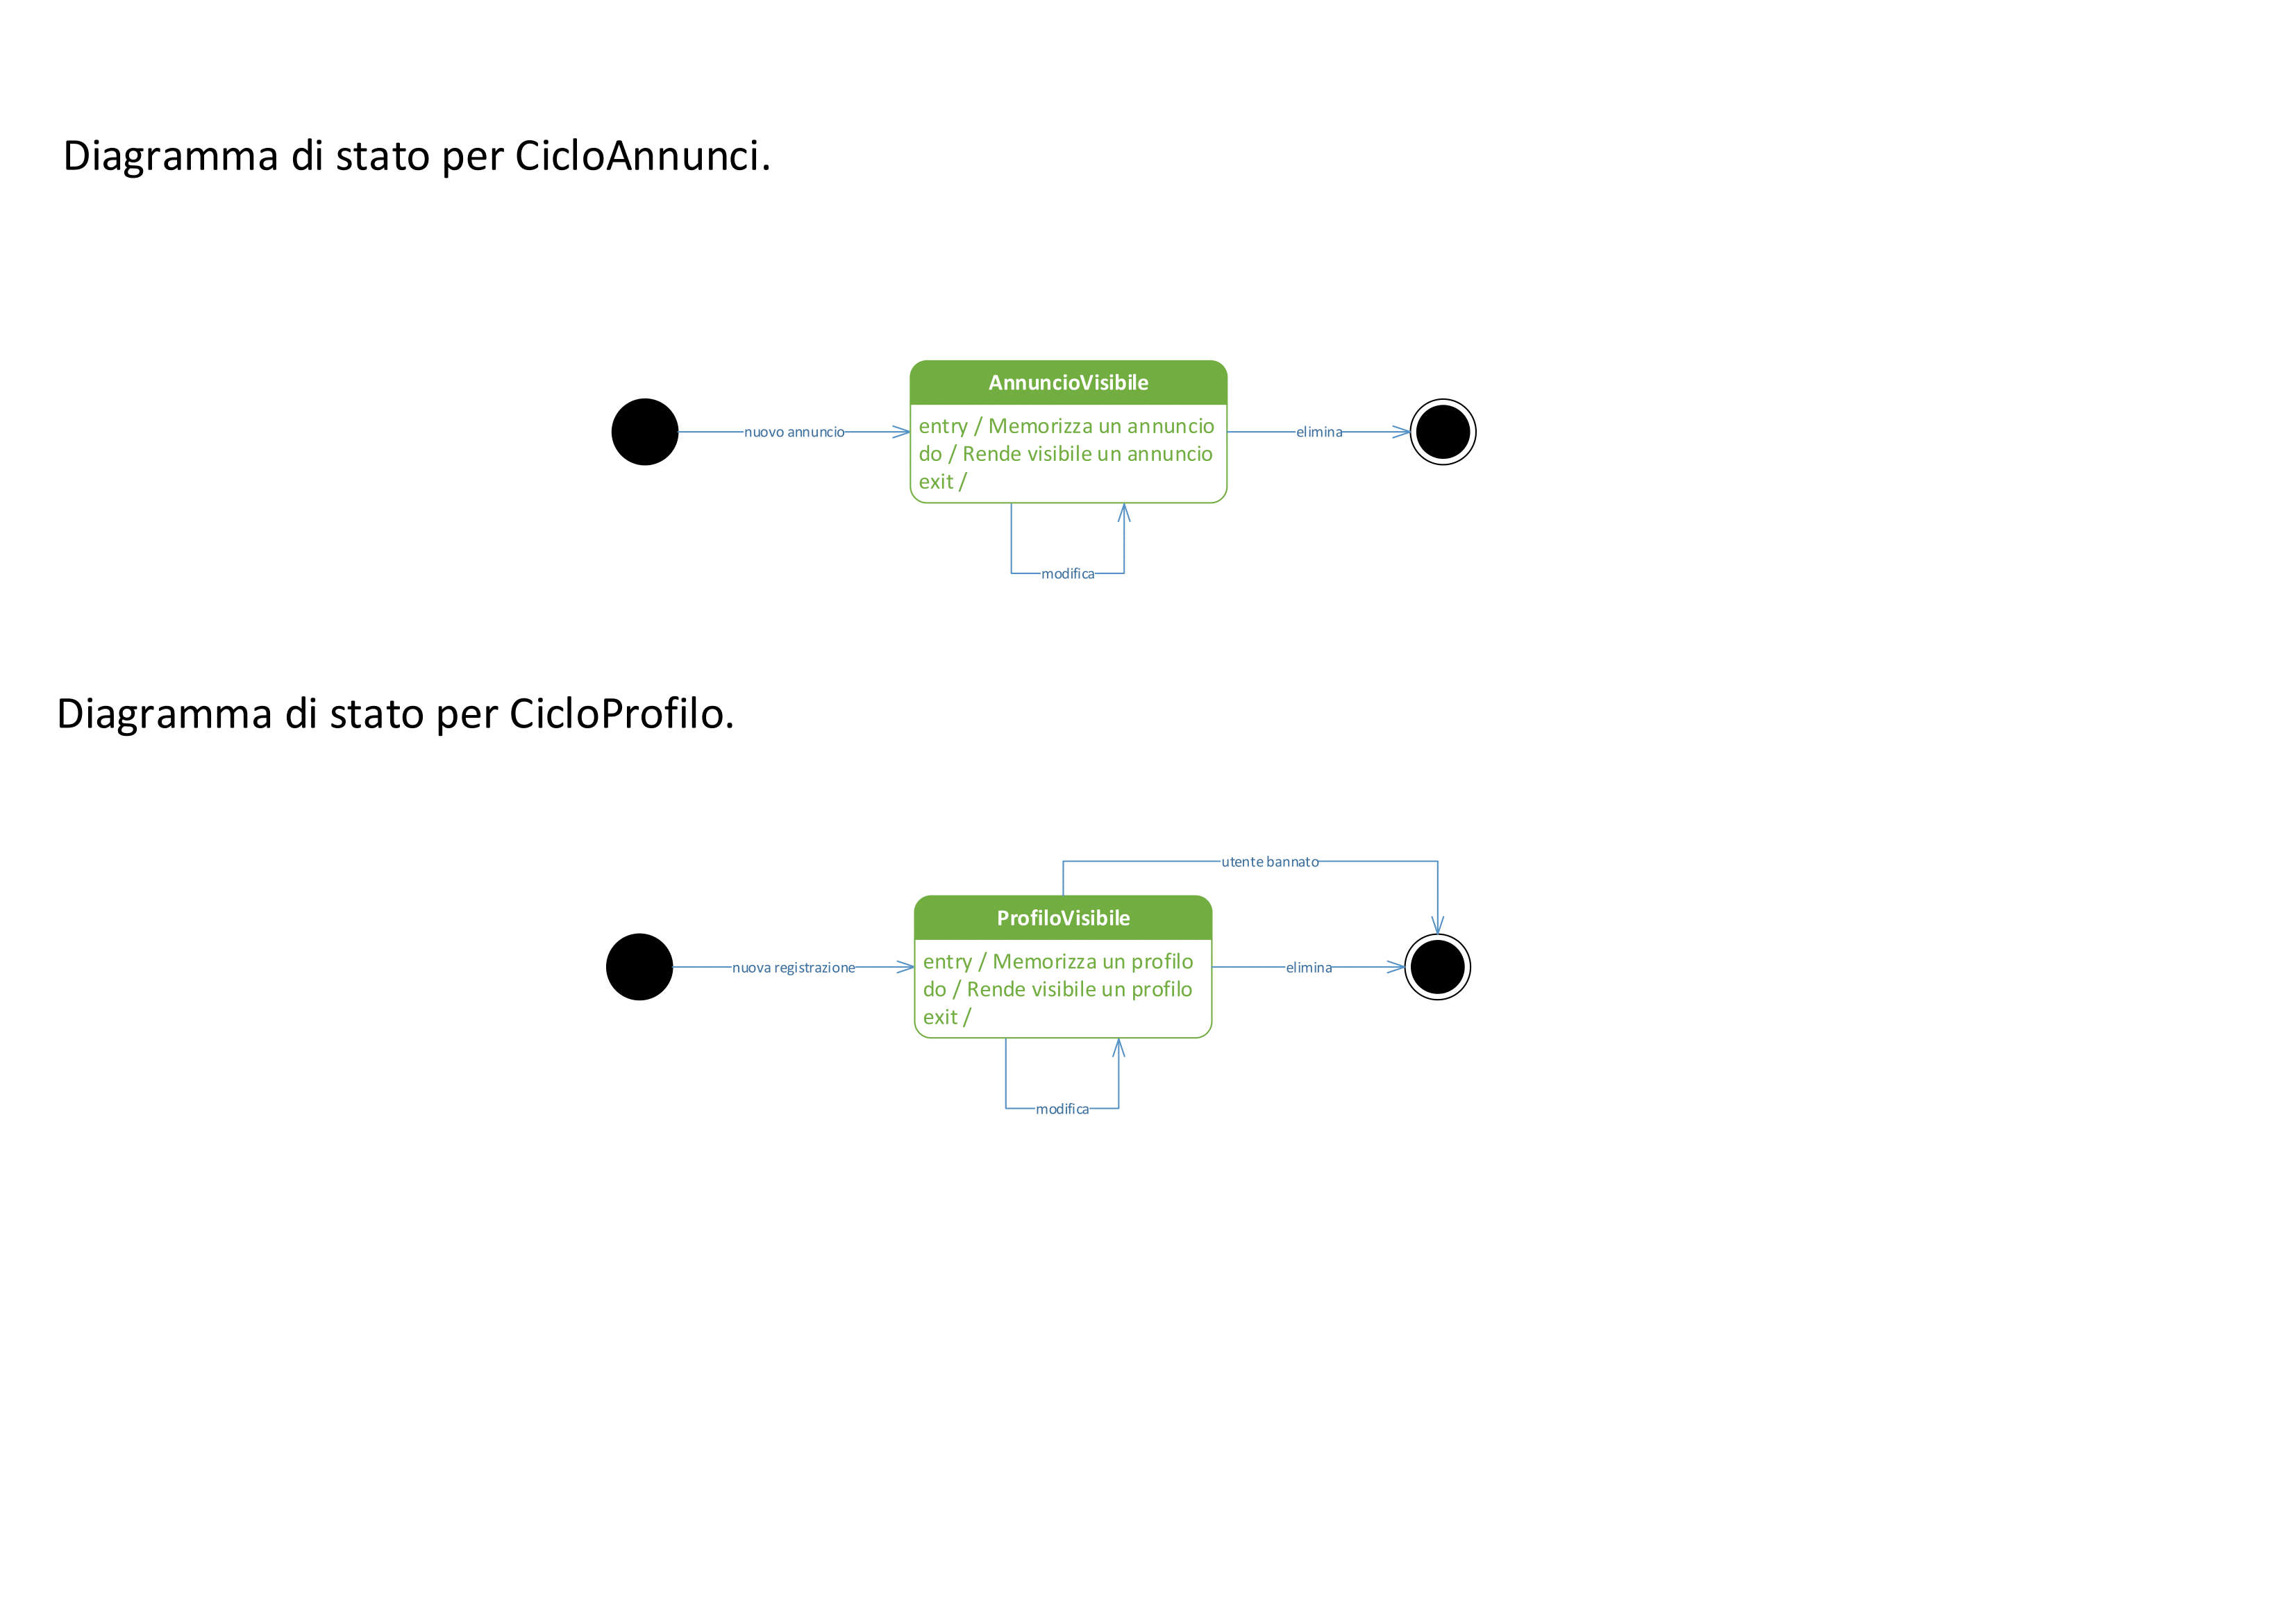 Diagramma di stato per CicloAnnunci.
AnnuncioVisibile
entry / Memorizza un annuncio
do / Rende visibile un annuncio
exit /
nuovo annuncio
elimina
modifica
Diagramma di stato per CicloProfilo.
utente bannato
ProfiloVisibile
entry / Memorizza un profilo
do / Rende visibile un profilo
exit /
nuova registrazione
elimina
modifica